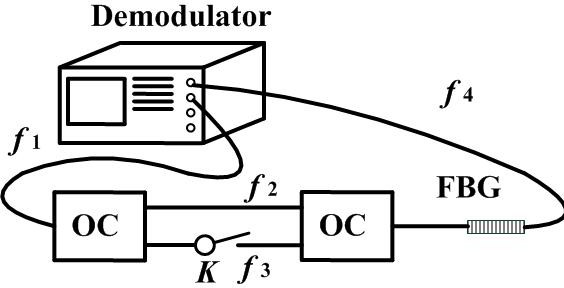 Demodulator
f4
f1
FBG
f2
OC
OC
K
f3